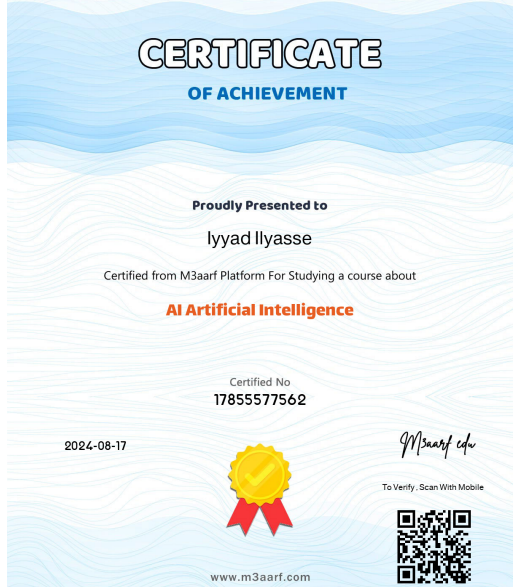 CERTIFICATE
OF ACHIEVEMENT
Proudly Presented to
Iyyad Ilyasse
Certified from M3aarf Platform For Studying a course about
AI Artificial Intelligence
Certified No
17855577562
2024-08-17
M3aarf edu
To Verify . Scan With Mobile
www.m3aarf.com